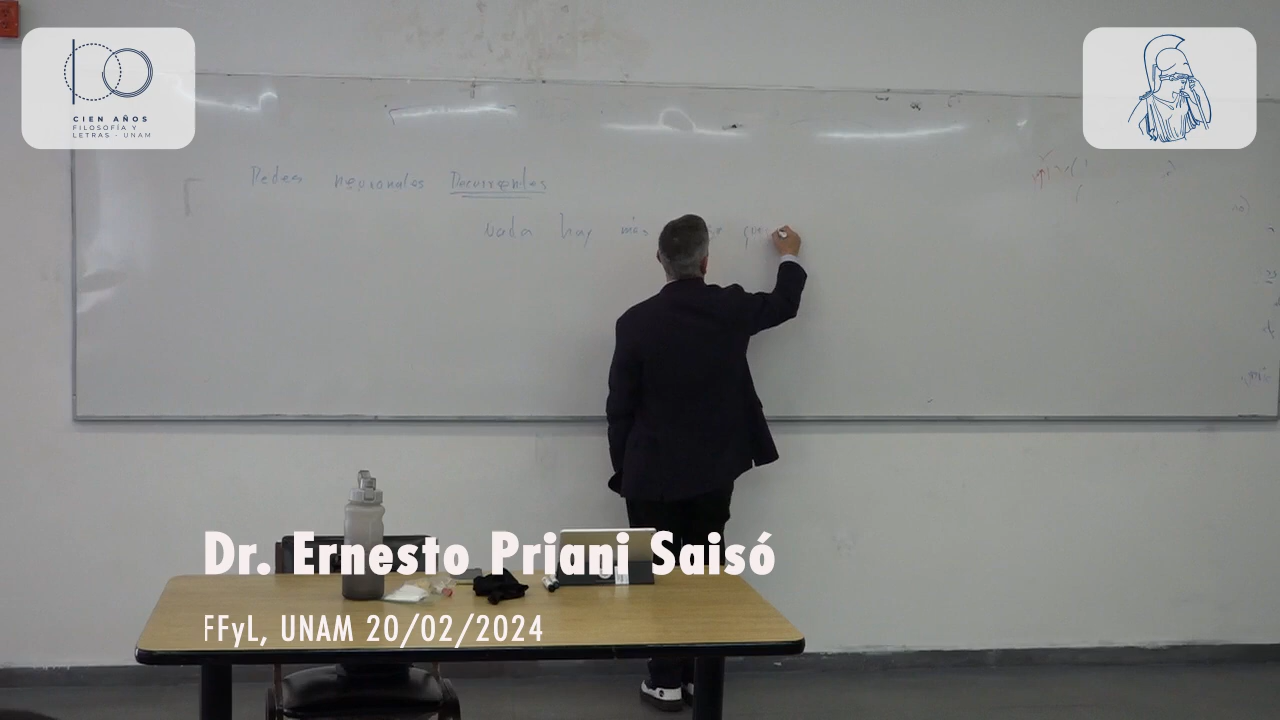 CIEN AÑOS
FILOSOFÍA Y
LETRAS - UNAM
Redes neuronales Recurrentes
Nada hay más que
Dr. Ernesto Priani Saisó
FFyL, UNAM 20/02/2024